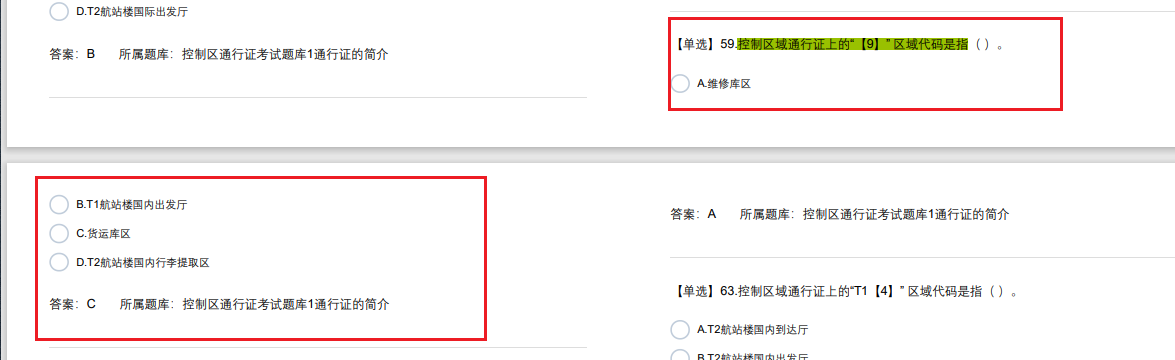 D.T2航站楼国际出发厅
答案：B 所属题库：控制区通行证考试题库1通行证的简介
【单选】59.控制区域通行证上的“【9】” 区域代码是指（ ）。
A.维修库区
B.T1航站楼国内出发厅
C.货运库区
D.T2航站楼国内行李提取区
答案：C 所属题库：控制区通行证考试题库1通行证的简介
答案：A 所属题库：控制区通行证考试题库1通行证的简介
【单选】63.控制区域通行证上的“T1【4】” 区域代码是指（ ）。
A.T2航站楼国内到达厅
B.T2航站楼国内出发厅